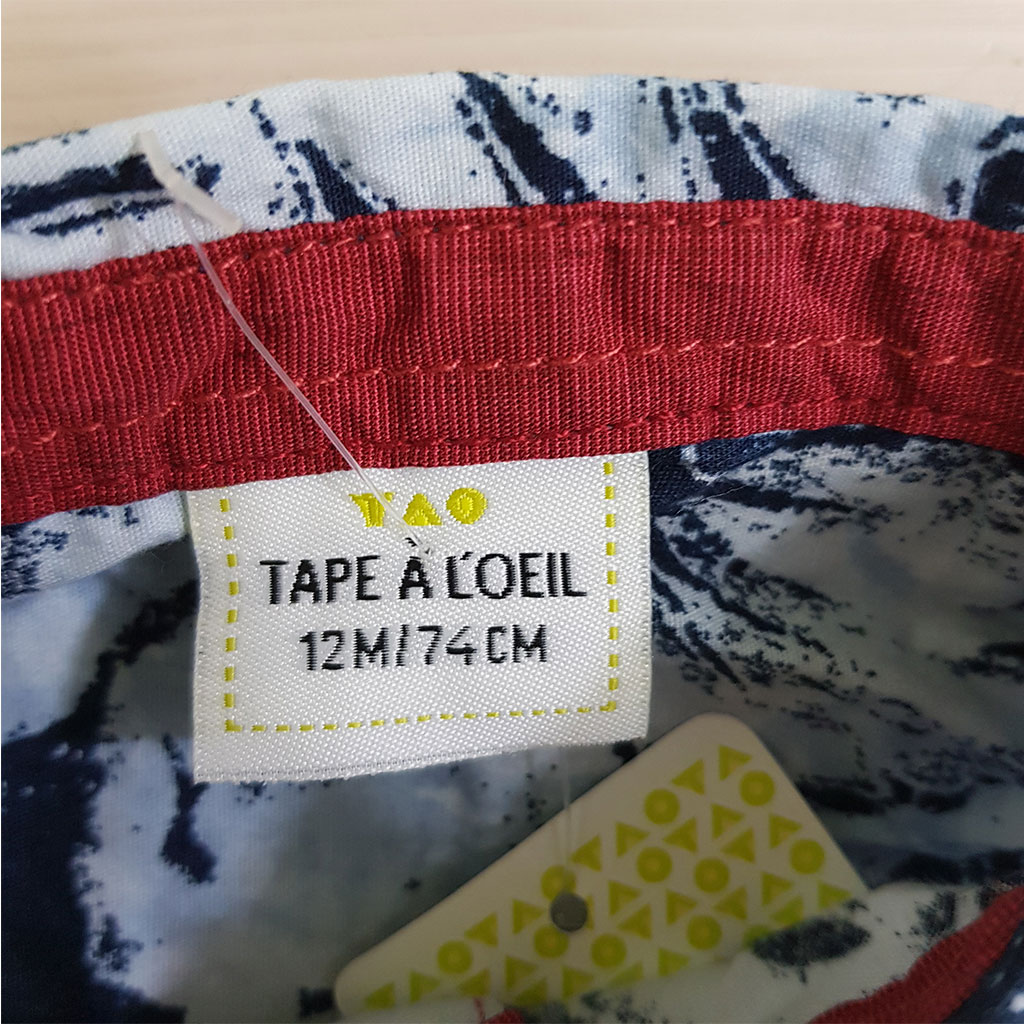 TAO
TAPE À L'OEIL
12M/74CM